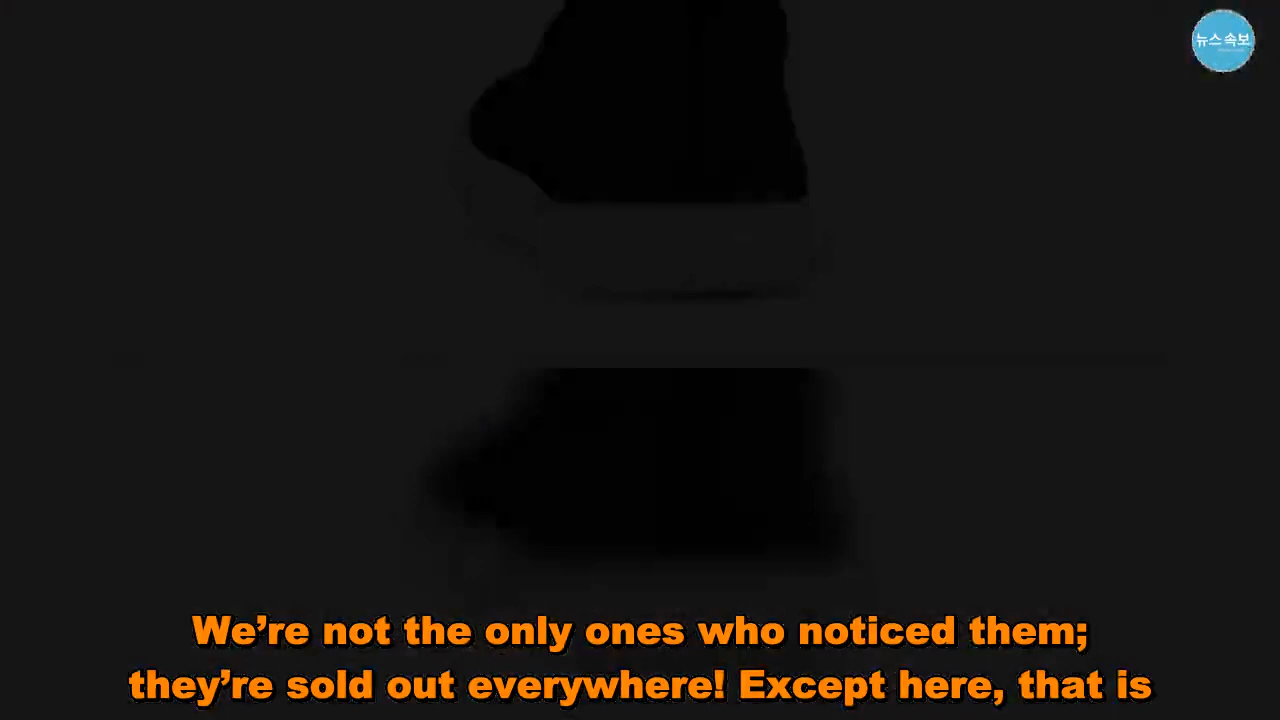 뉴스 속보
We’re not the only ones who noticed them;
they’re sold out everywhere! Except here, that is